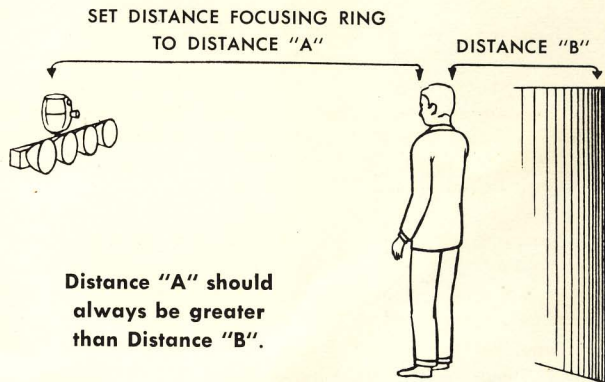 SET DISTANCE FOCUSING RING
TO DISTANCE "A"
DISTANCE "B"
Distance "A" should
always be greater
than Distance "B".